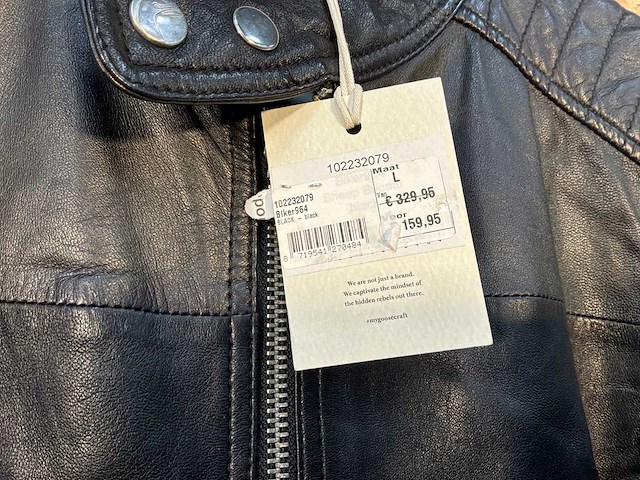 102232079
102232079
Biker964
BLACK - black
8 719541 270484
Maat
L
Van
€ 329,95
Voor
159,95
We are not just a brand.
We captivate the mindset of
the hidden rebels out there.
#mygoosecraft